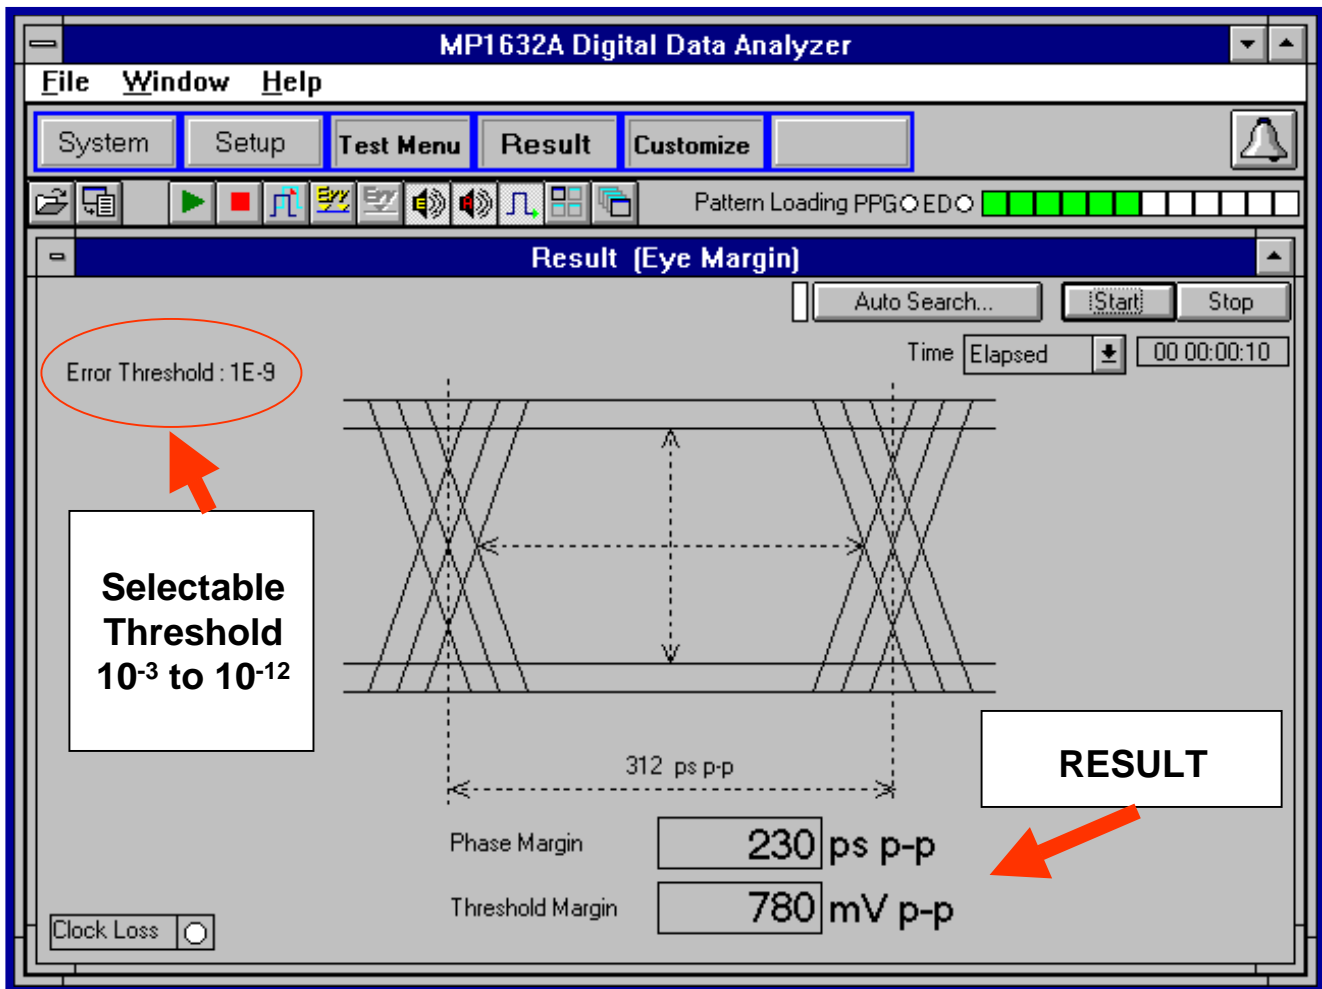 MP1632A Digital Data Analyzer
File Window Help
System Setup Test Menu Result Customize
Pattern Loading PPG ED
Result (Eye Margin)
Auto Search... Start Stop
Time Elapsed 00 00:00:10
Error Threshold : 1E-9
Selectable
Threshold
10⁻³ to 10⁻¹²
312 ps p-p
RESULT
Phase Margin 230 ps p-p
Threshold Margin 780 mV p-p
Clock Loss